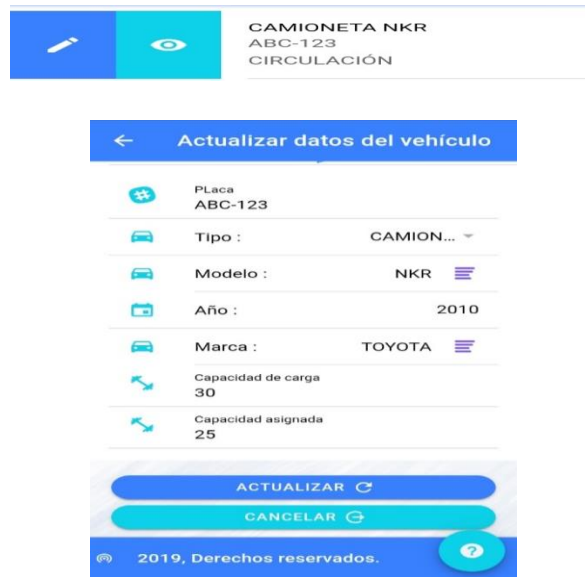 CAMIONETA NKR
ABC-123
CIRCULACIÓN
Actualizar datos del vehículo
PLaca
ABC-123
Tipo : CAMION...
Modelo : NKR
Año : 2010
Marca : TOYOTA
Capacidad de carga
30
Capacidad asignada
25
ACTUALIZAR
CANCELAR
2019, Derechos reservados.